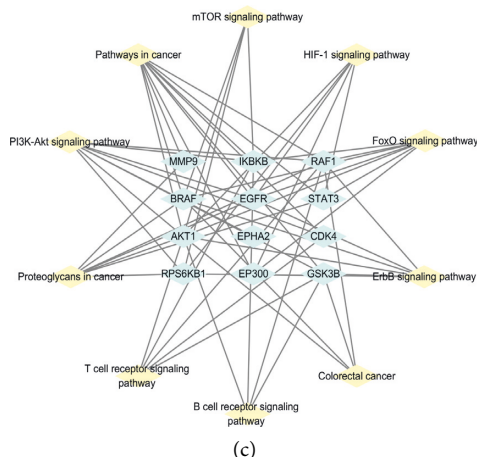 mTOR signaling pathway
Pathways in cancer
HIF-1 signaling pathway
PI3K-Akt signaling pathway
FoxO signaling pathway
MMP9
IKBKB
RAF1
BRAF
EGFR
STAT3
AKT1
EPHA2
CDK4
Proteoglycans in cancer
RPS6KB1
EP300
GSK3B
ErbB signaling pathway
T cell receptor signaling
pathway
Colorectal cancer
B cell receptor signaling
pathway
(c)